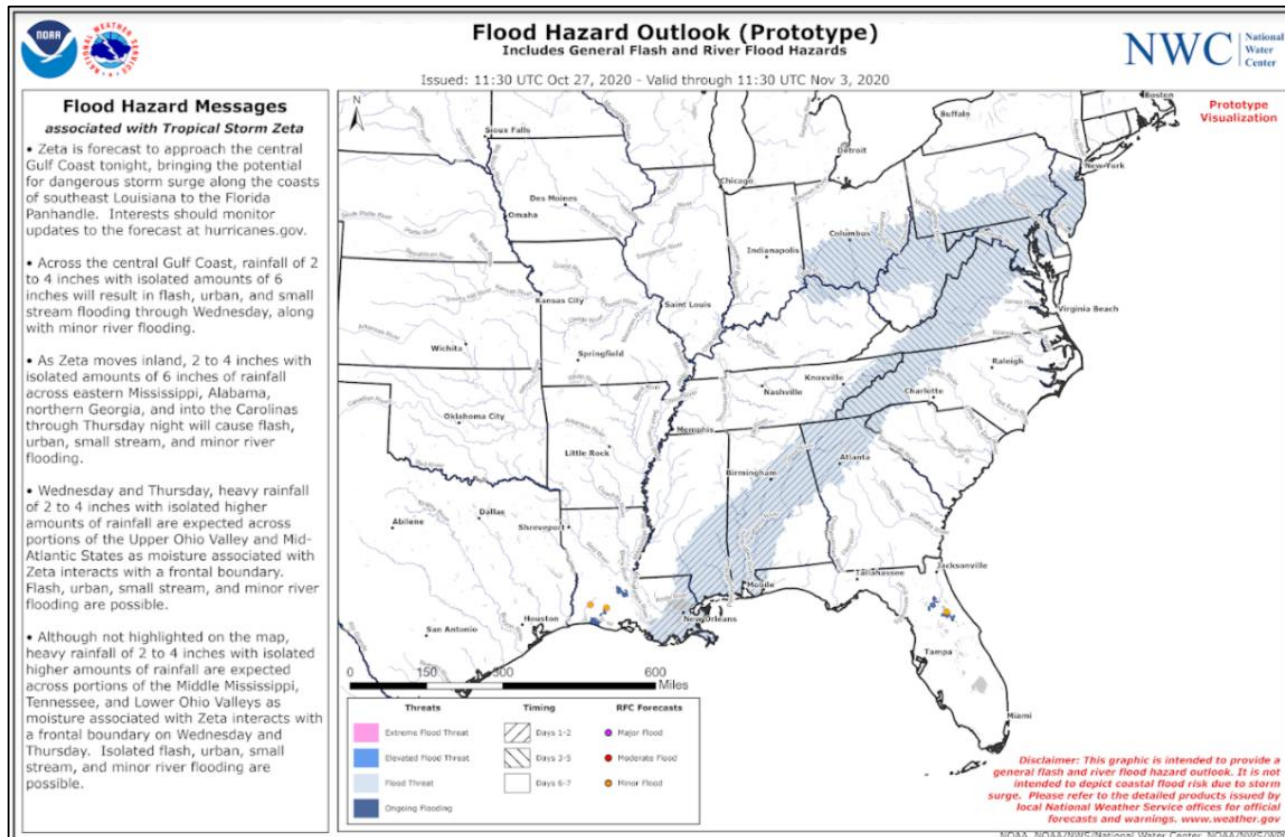 Flood Hazard Outlook (Prototype)
Includes General Flash and River Flood Hazards
Issued: 11:30 UTC Oct 27, 2020 - Valid through 11:30 UTC Nov 3, 2020
NOAA
NWC
National
Water
Center
Flood Hazard Messages
associated with Tropical Storm Zeta
• Zeta is forecast to approach the central
Gulf Coast tonight, bringing the potential
for dangerous storm surge along the coasts
of southeast Louisiana to the Florida
Panhandle. Interests should monitor
updates to the forecast at hurricanes.gov.
• Across the central Gulf Coast, rainfall of 2
to 4 inches with isolated amounts of 6
inches will result in flash, urban, and small
stream flooding through Wednesday, along
with minor river flooding.
• As Zeta moves inland, 2 to 4 inches with
isolated amounts of 6 inches of rainfall
across eastern Mississippi, Alabama,
northern Georgia, and into the Carolinas
through Thursday night will cause flash,
urban, small stream, and minor river
flooding.
• Wednesday and Thursday, heavy rainfall
of 2 to 4 inches with isolated higher
amounts of rainfall are expected across
portions of the Upper Ohio Valley and Mid-
Atlantic States as moisture associated with
Zeta interacts with a frontal boundary.
Flash, urban, small stream, and minor river
flooding are possible.
• Although not highlighted on the map,
heavy rainfall of 2 to 4 inches with isolated
higher amounts of rainfall are expected
across portions of the Middle Mississippi,
Tennessee, and Lower Ohio Valleys as
moisture associated with Zeta interacts with
a frontal boundary on Wednesday and
Thursday. Isolated flash, urban, small
stream, and minor river flooding are
possible.
N
Prototype
Visualization
Boston
Buffalo
Sioux Falls
Detroit
New York
Chicago
Des Moines
Omaha
Columbus
Indianapolis
Kansas City
Saint Louis
Virginia Beach
Wichita
Springfield
Raleigh
Knoxville
Nashville
Charlotte
Oklahoma City
Memphis
Little Rock
Atlanta
Birmingham
Dallas
Abilene
Shreveport
Mobile
Tallahassee
Jacksonville
Houston
New Orleans
San Antonio
Tampa
Miami
0 150 300 600
Miles
Threats
Extreme Flood Threat
Elevated Flood Threat
Flood Threat
Ongoing Flooding
Timing
Days 1-2
Days 3-5
Days 6-7
RFC Forecasts
Major Flood
Moderate Flood
Minor Flood
Disclaimer: This graphic is intended to provide a
general flash and river flood hazard outlook. It is not
intended to depict coastal flood risk due to storm
surge. Please refer to the detailed products issued by
local National Weather Service offices for official
forecasts and warnings. www.weather.gov